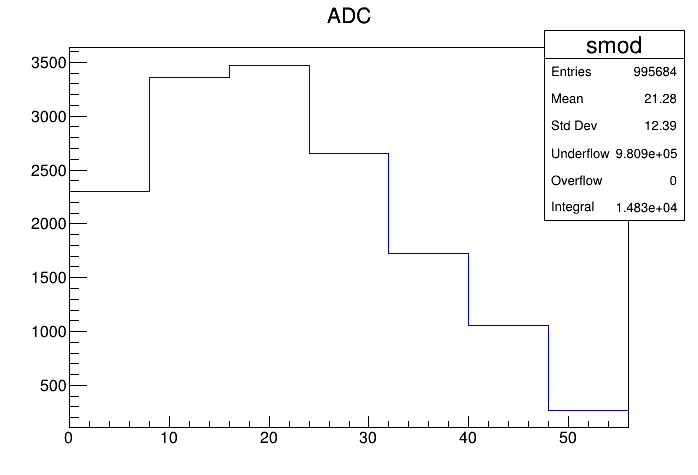 ADC
smod
Entries 995684
Mean 21.28
Std Dev 12.39
Underflow 9.809e+05
Overflow 0
Integral 1.483e+04
3500
3000
2500
2000
1500
1000
500
0 10 20 30 40 50